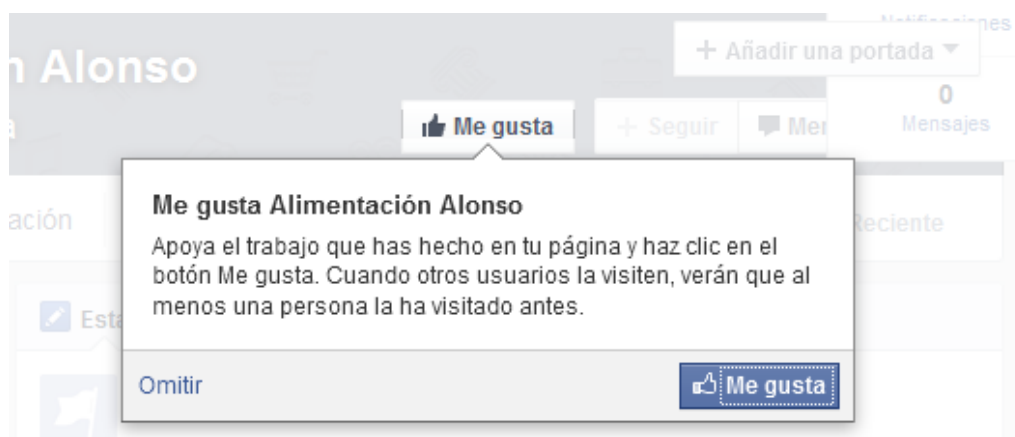 Notificaciones
+ Añadir una portada
n Alonso
0
Mensajes
Me gusta
+ Seguir
Me gusta Alimentación Alonso
Apoya el trabajo que has hecho en tu página y haz clic en el
botón Me gusta. Cuando otros usuarios la visiten, verán que al
menos una persona la ha visitado antes.
Reciente
Omitir
Me gusta